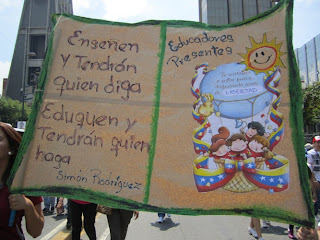 Enseñen
y Tendrán
quien diga
Eduquen y
Tendrán quien
haga
Simón Rodríguez
Educadores
Presentes
LIBERTAD